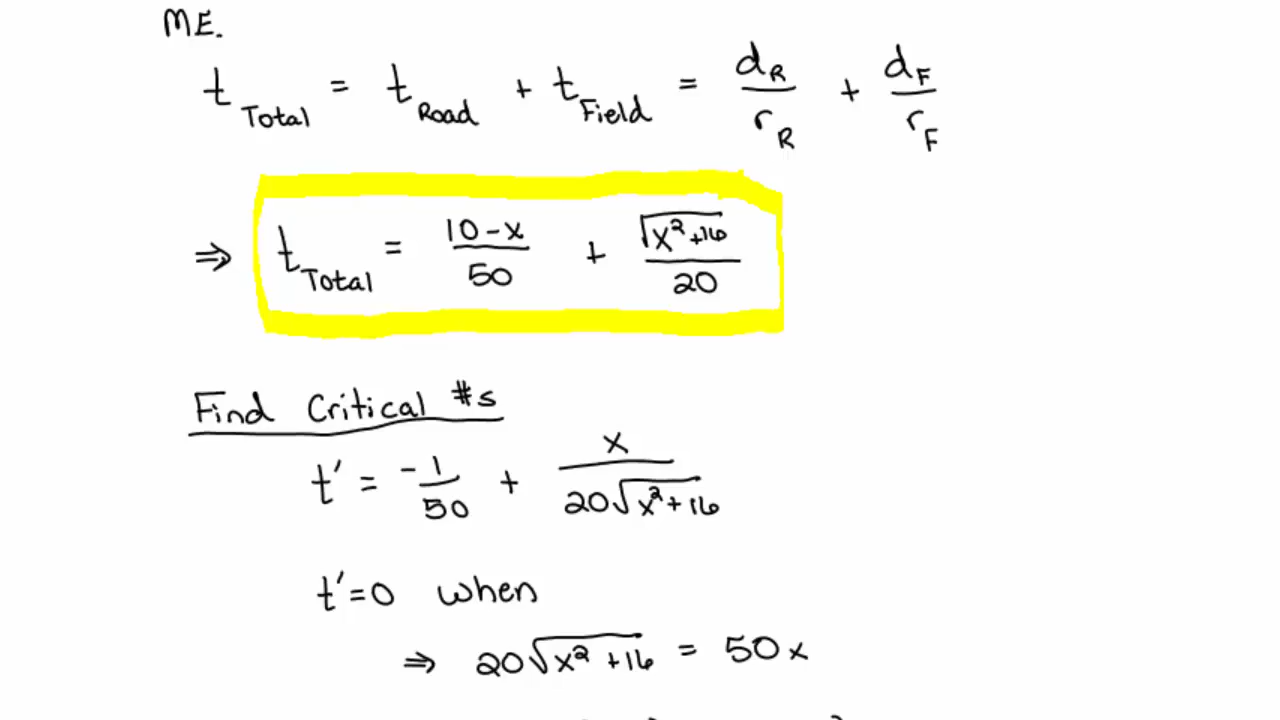 ME.
t_Total = t_Road + t_Field = d_R/r_R + d_F/r_F
⇒ t_Total = (10-x)/50 + √(x²+16)/20
Find Critical #s
t' = -1/50 + x/(20√(x²+16))
t'=0 when
⇒ 20√(x²+16) = 50x